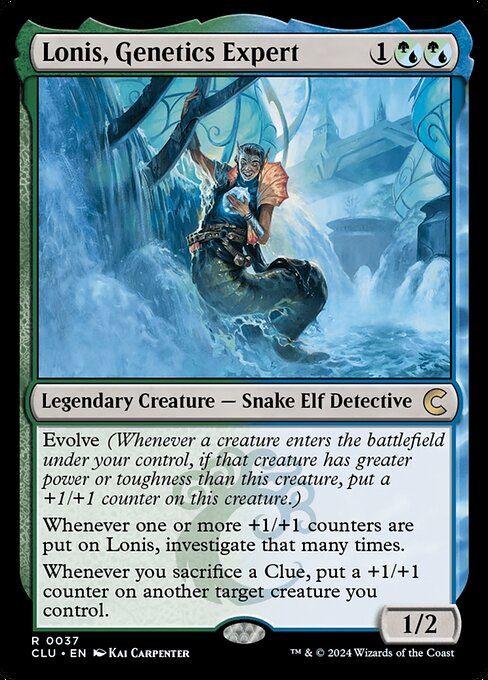 Lonis, Genetics Expert 1
Legendary Creature — Snake Elf Detective
Evolve (Whenever a creature enters the battlefield
under your control, if that creature has greater
power or toughness than this creature, put a
+1/+1 counter on this creature.)
Whenever one or more +1/+1 counters are
put on Lonis, investigate that many times.
Whenever you sacrifice a Clue, put a +1/+1
counter on another target creature you
control.
1/2
R 0037
CLU • EN Kai Carpenter
™ & © 2024 Wizards of the Coast